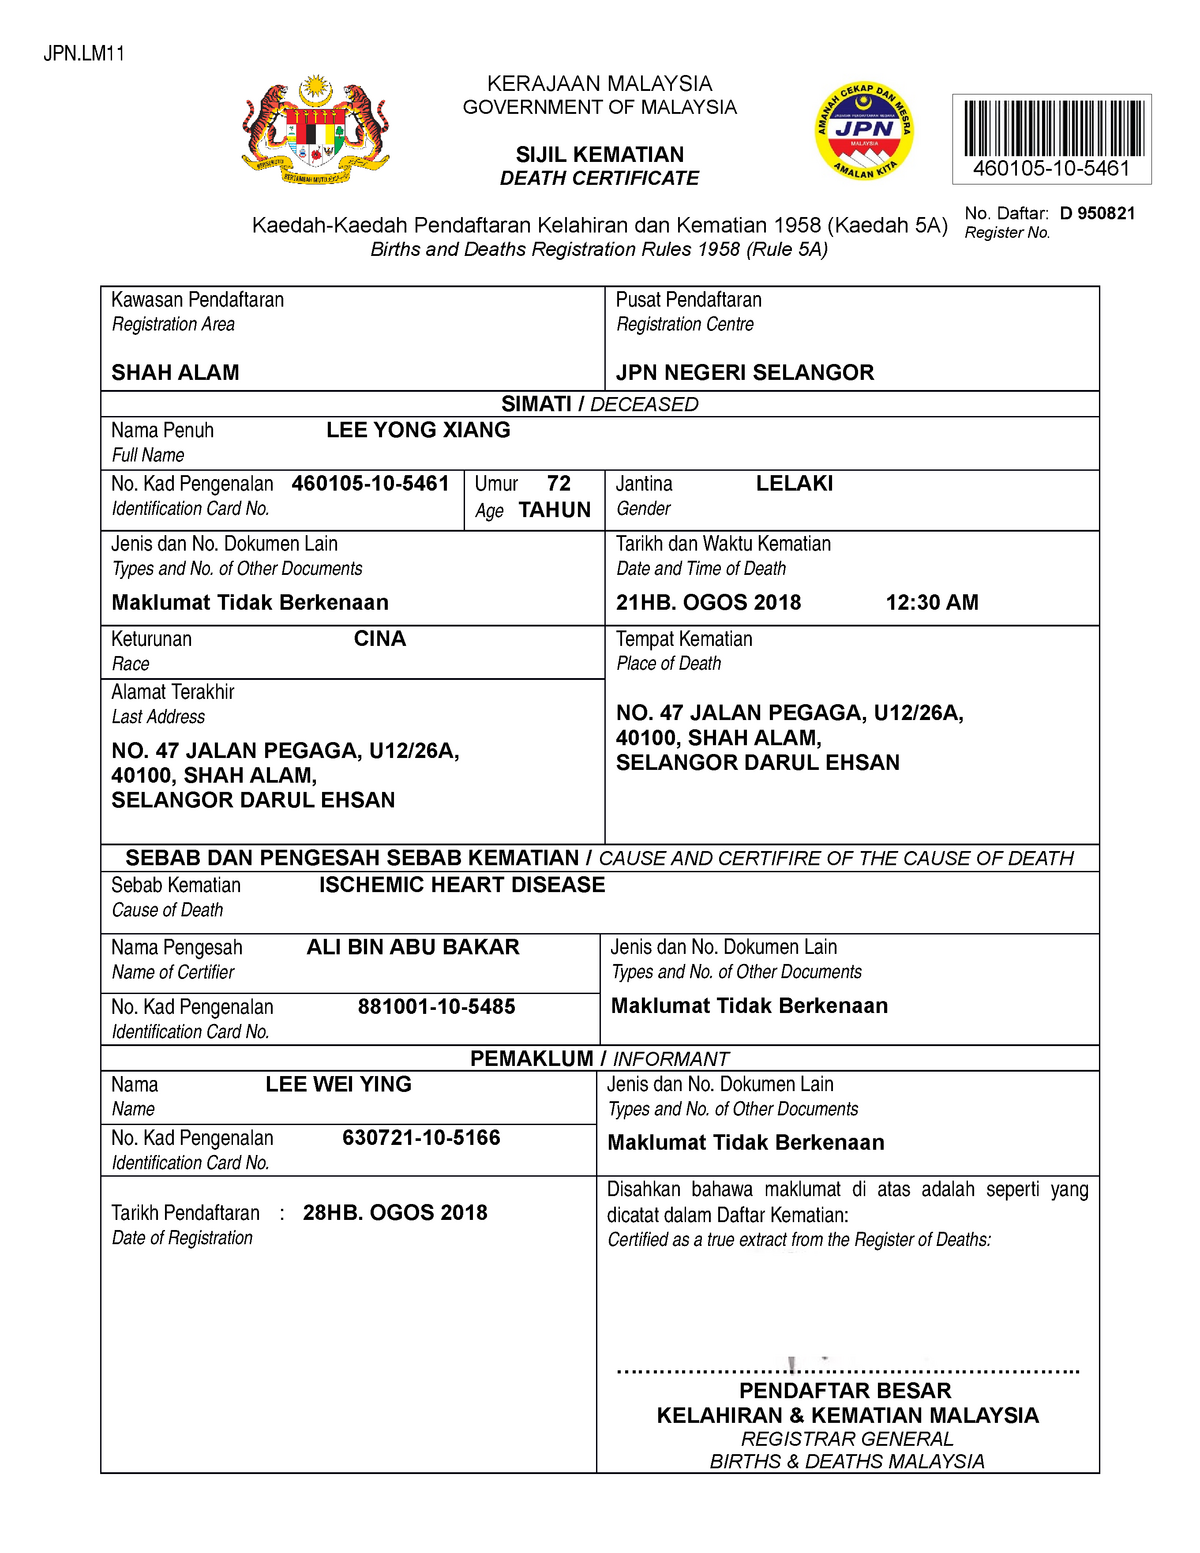 JPN.LM11
KERAJAAN MALAYSIA
GOVERNMENT OF MALAYSIA
SIJIL KEMATIAN
DEATH CERTIFICATE
AMANAH CEKAP DAN MESRA
JABATAN PENDAFTARAN NEGARA
JPN
MALAYSIA
AMALAN KITA
460105-10-5461
No. Daftar: D 950821
Register No.
Kaedah-Kaedah Pendaftaran Kelahiran dan Kematian 1958 (Kaedah 5A)
Births and Deaths Registration Rules 1958 (Rule 5A)
Kawasan Pendaftaran
Registration Area
SHAH ALAM
Pusat Pendaftaran
Registration Centre
JPN NEGERI SELANGOR
SIMATI / DECEASED
Nama Penuh LEE YONG XIANG
Full Name
No. Kad Pengenalan 460105-10-5461
Identification Card No.
Umur 72
Age TAHUN
Jantina LELAKI
Gender
Jenis dan No. Dokumen Lain
Types and No. of Other Documents
Maklumat Tidak Berkenaan
Tarikh dan Waktu Kematian
Date and Time of Death
21HB. OGOS 2018 12:30 AM
Keturunan CINA
Race
Alamat Terakhir
Last Address
NO. 47 JALAN PEGAGA, U12/26A,
40100, SHAH ALAM,
SELANGOR DARUL EHSAN
Tempat Kematian
Place of Death
NO. 47 JALAN PEGAGA, U12/26A,
40100, SHAH ALAM,
SELANGOR DARUL EHSAN
SEBAB DAN PENGESAH SEBAB KEMATIAN / CAUSE AND CERTIFIRE OF THE CAUSE OF DEATH
Sebab Kematian ISCHEMIC HEART DISEASE
Cause of Death
Nama Pengesah ALI BIN ABU BAKAR
Name of Certifier
No. Kad Pengenalan 881001-10-5485
Identification Card No.
Jenis dan No. Dokumen Lain
Types and No. of Other Documents
Maklumat Tidak Berkenaan
PEMAKLUM / INFORMANT
Nama LEE WEI YING
Name
No. Kad Pengenalan 630721-10-5166
Identification Card No.
Jenis dan No. Dokumen Lain
Types and No. of Other Documents
Maklumat Tidak Berkenaan
Tarikh Pendaftaran : 28HB. OGOS 2018
Date of Registration
Disahkan bahawa maklumat di atas adalah seperti yang
dicatat dalam Daftar Kematian:
Certified as a true extract from the Register of Deaths:
PENDAFTAR BESAR
KELAHIRAN & KEMATIAN MALAYSIA
REGISTRAR GENERAL
BIRTHS & DEATHS MALAYSIA